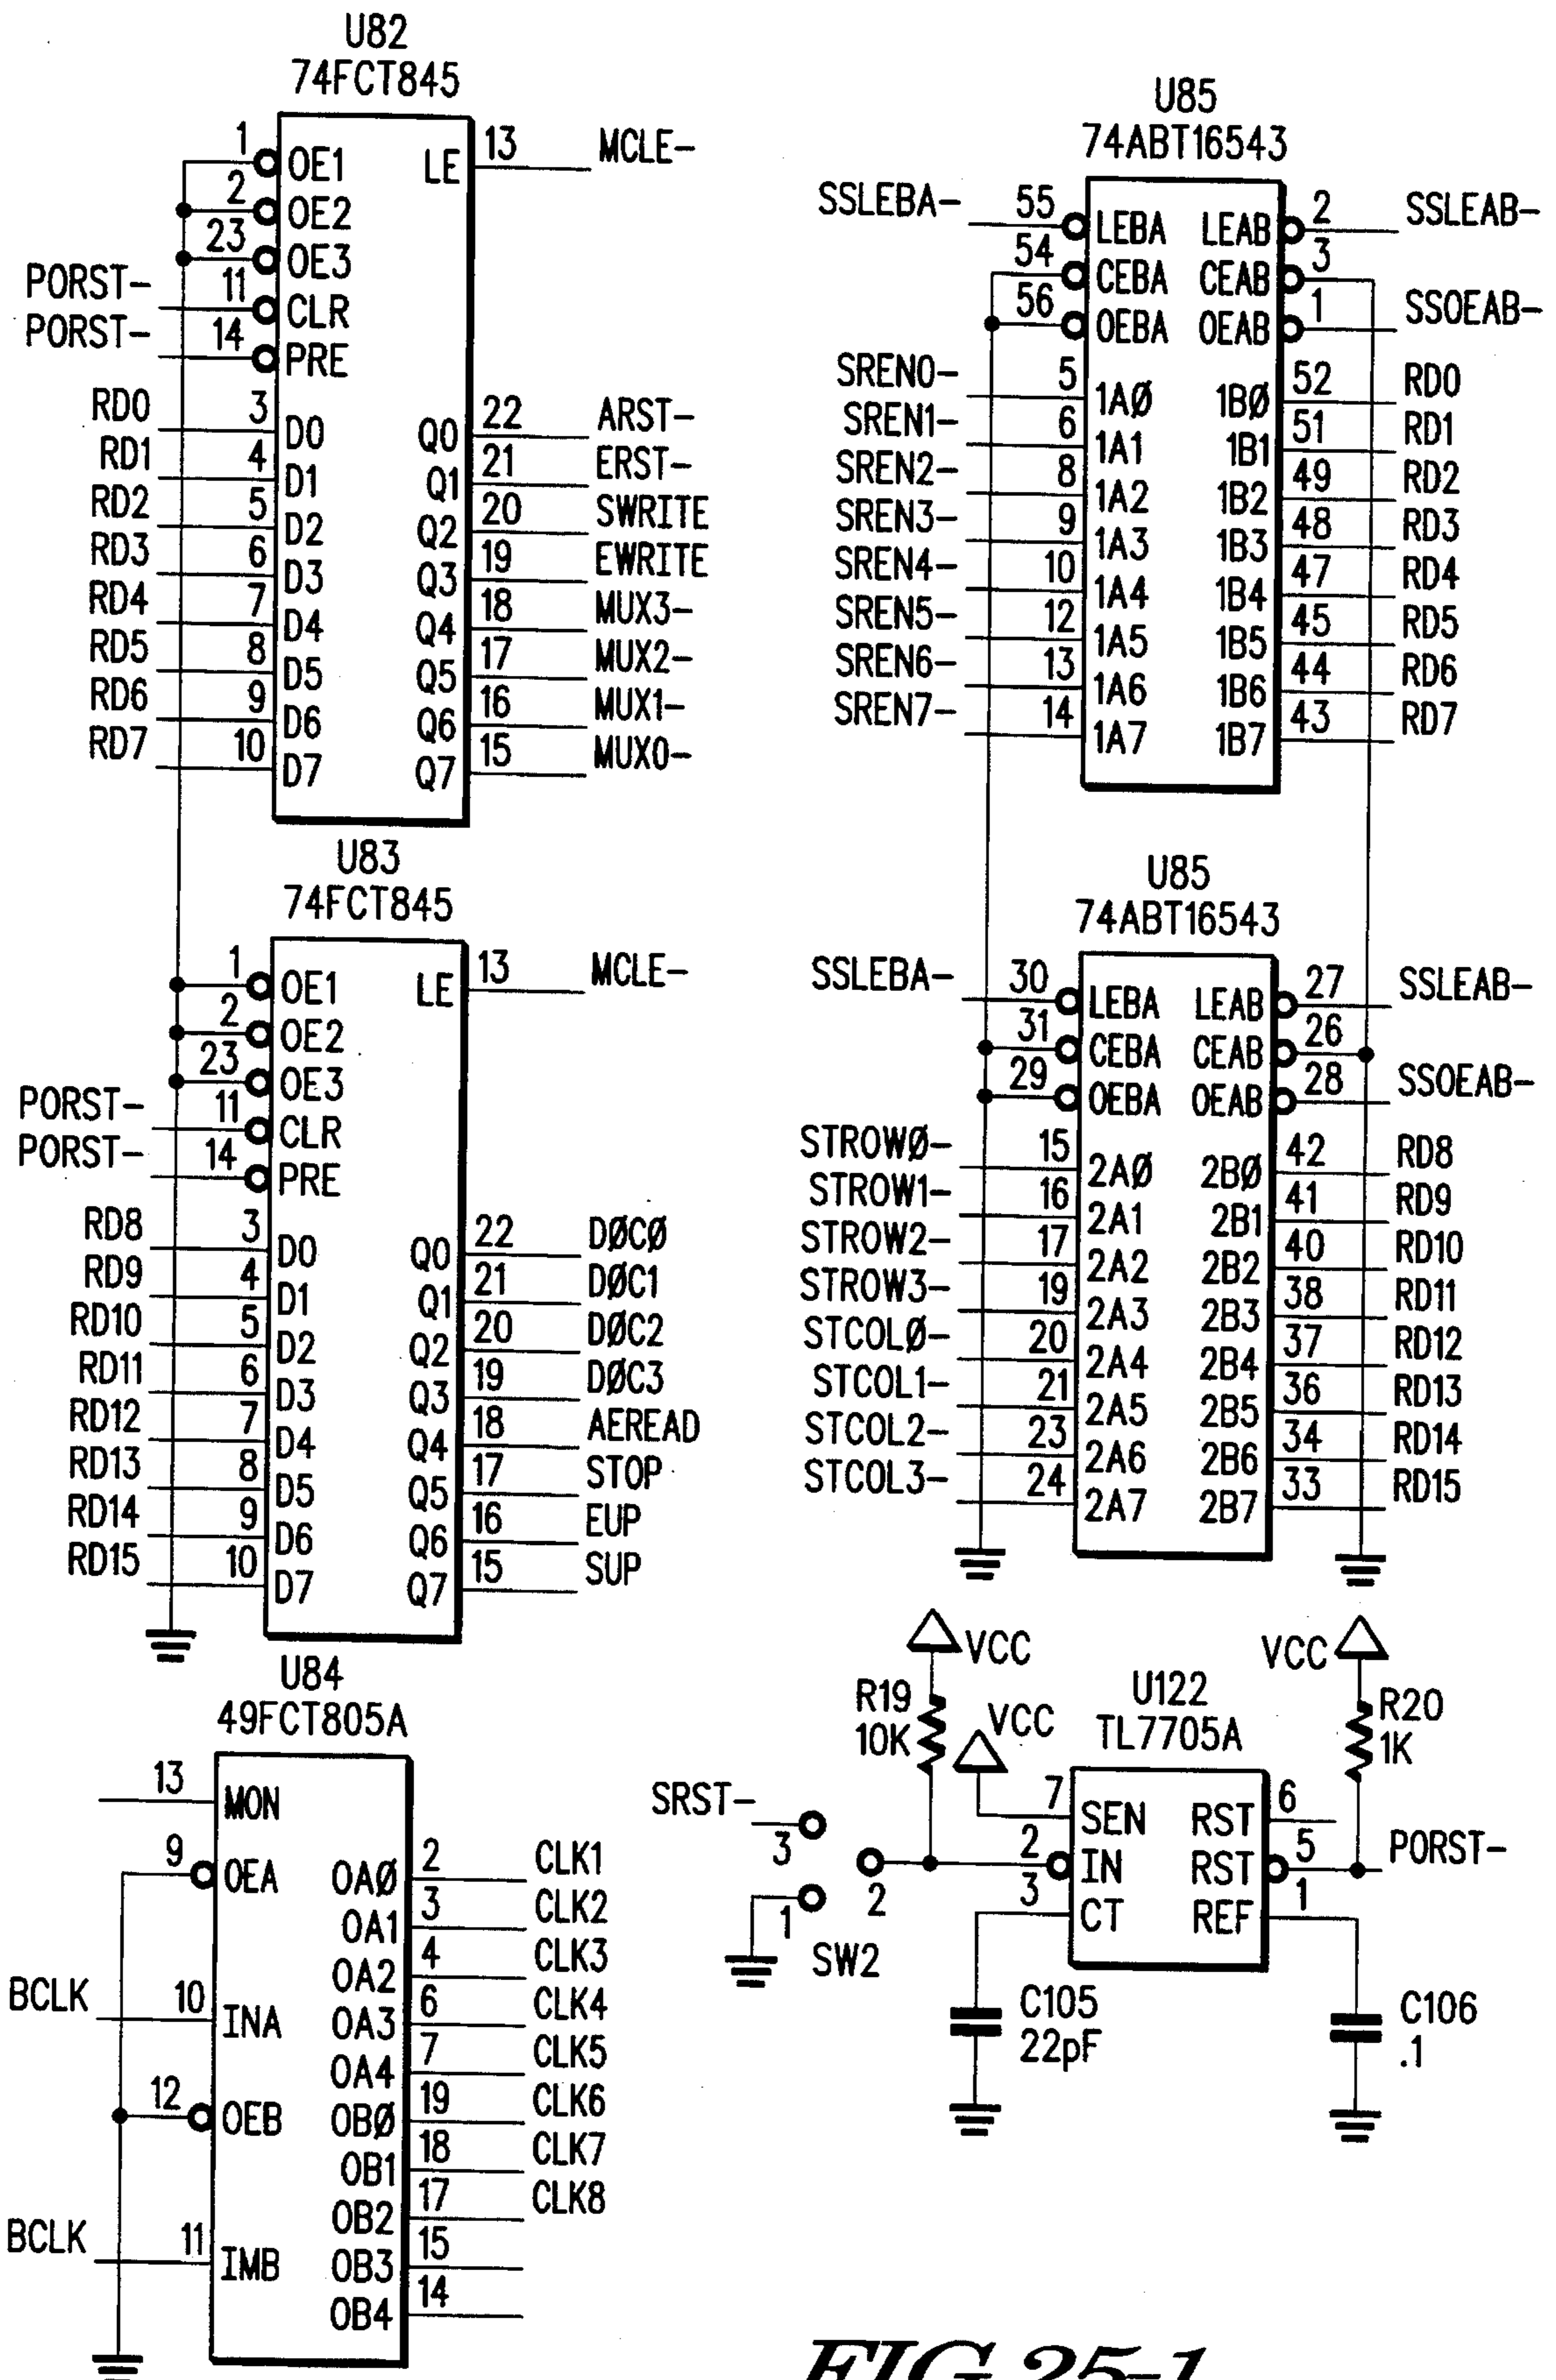 U82
74FCT845
1 OE1 LE 13 MCLE-
2 OE2
23 OE3
PORST- 11 CLR
PORST- 14 PRE
RD0 3 D0 Q0 22 ARST-
RD1 4 D1 Q1 21 ERST-
RD2 5 D2 Q2 20 SWRITE
RD3 6 D3 Q3 19 EWRITE
RD4 7 D4 Q4 18 MUX3-
RD5 8 D5 Q5 17 MUX2-
RD6 9 D6 Q6 16 MUX1-
RD7 10 D7 Q7 15 MUX0-
U83
74FCT845
1 OE1 LE 13 MCLE-
2 OE2
23 OE3
PORST- 11 CLR
PORST- 14 PRE
RD8 3 D0 Q0 22 DØCØ
RD9 4 D1 Q1 21 DØC1
RD10 5 D2 Q2 20 DØC2
RD11 6 D3 Q3 19 DØC3
RD12 7 D4 Q4 18 AEREAD
RD13 8 D5 Q5 17 STOP
RD14 9 D6 Q6 16 EUP
RD15 10 D7 Q7 15 SUP
U84
49FCT805A
13 MON
9 OEA OAØ 2 CLK1
OA1 3 CLK2
OA2 4 CLK3
BCLK 10 INA OA3 6 CLK4
OA4 7 CLK5
12 OEB OBØ 19 CLK6
OB1 18 CLK7
OB2 17 CLK8
BCLK 11 IMB OB3 15
OB4 14
U85
74ABT16543
SSLEBA- 55 LEBA LEAB 2 SSLEAB-
54 CEBA CEAB 3
56 OEBA OEAB 1 SSOEAB-
SREN0- 5 1AØ 1BØ 52 RD0
SREN1- 6 1A1 1B1 51 RD1
SREN2- 8 1A2 1B2 49 RD2
SREN3- 9 1A3 1B3 48 RD3
SREN4- 10 1A4 1B4 47 RD4
SREN5- 12 1A5 1B5 45 RD5
SREN6- 13 1A6 1B6 44 RD6
SREN7- 14 1A7 1B7 43 RD7
U85
74ABT16543
SSLEBA- 30 LEBA LEAB 27 SSLEAB-
31 CEBA CEAB 26
29 OEBA OEAB 28 SSOEAB-
STROWØ- 15 2AØ 2BØ 42 RD8
STROW1- 16 2A1 2B1 41 RD9
STROW2- 17 2A2 2B2 40 RD10
STROW3- 19 2A3 2B3 38 RD11
STCOLØ- 20 2A4 2B4 37 RD12
STCOL1- 21 2A5 2B5 36 RD13
STCOL2- 23 2A6 2B6 34 RD14
STCOL3- 24 2A7 2B7 33 RD15
VCC VCC
R19 U122 R20
10K VCC TL7705A 1K
SRST- 3 7 SEN RST 6
2 2 IN RST 5 PORST-
1 3 CT REF 1
SW2
C105 C106
22pF .1
FIG.25-1